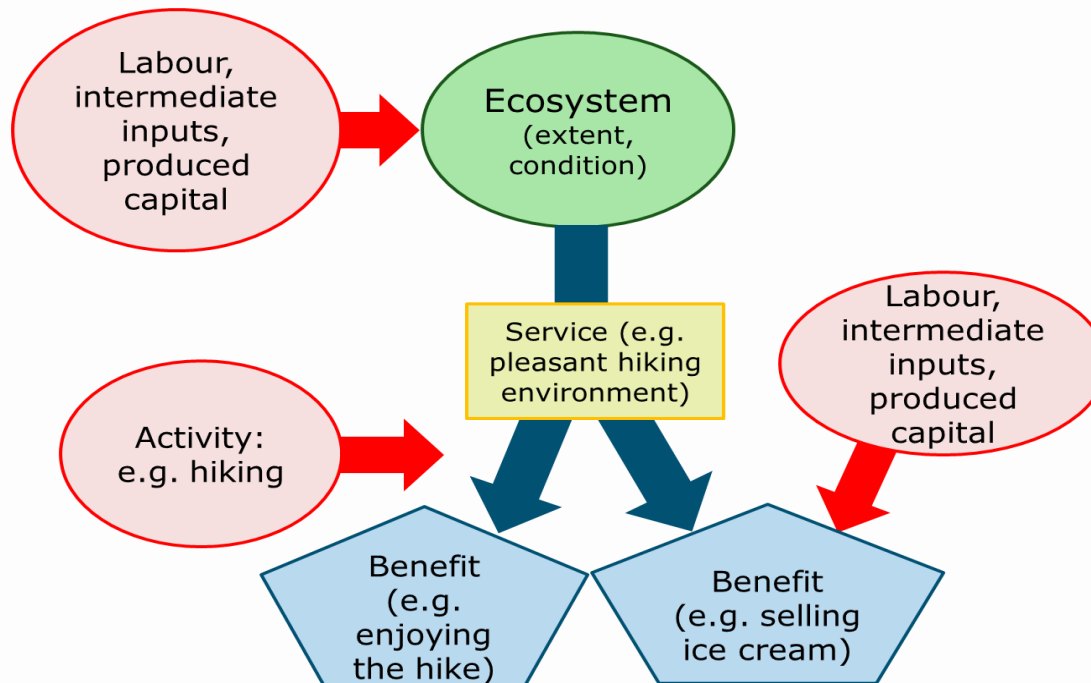 Labour,
intermediate
inputs,
produced
capital
Ecosystem
(extent,
condition)
Service (e.g.
pleasant hiking
environment)
Labour,
intermediate
inputs,
produced
capital
Activity:
e.g. hiking
Benefit
(e.g.
enjoying
the hike)
Benefit
(e.g. selling
ice cream)